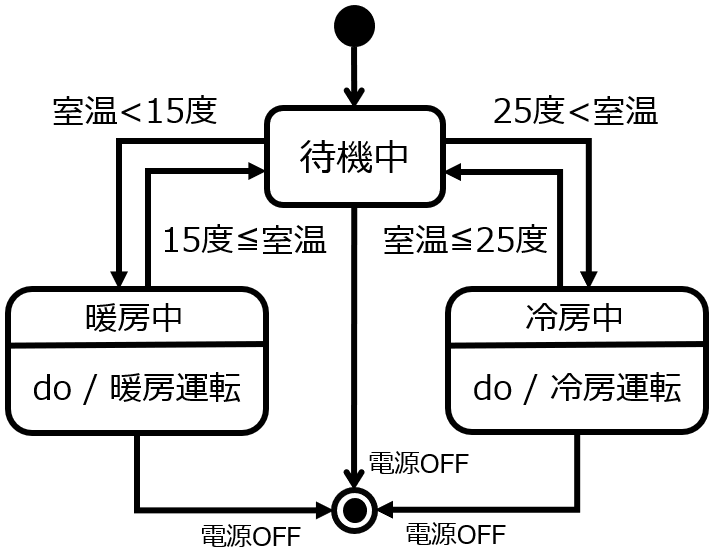 室温<15度
25度<室温
待機中
15度≦室温
室温≦25度
暖房中
冷房中
do / 暖房運転
do / 冷房運転
電源OFF
電源OFF
電源OFF